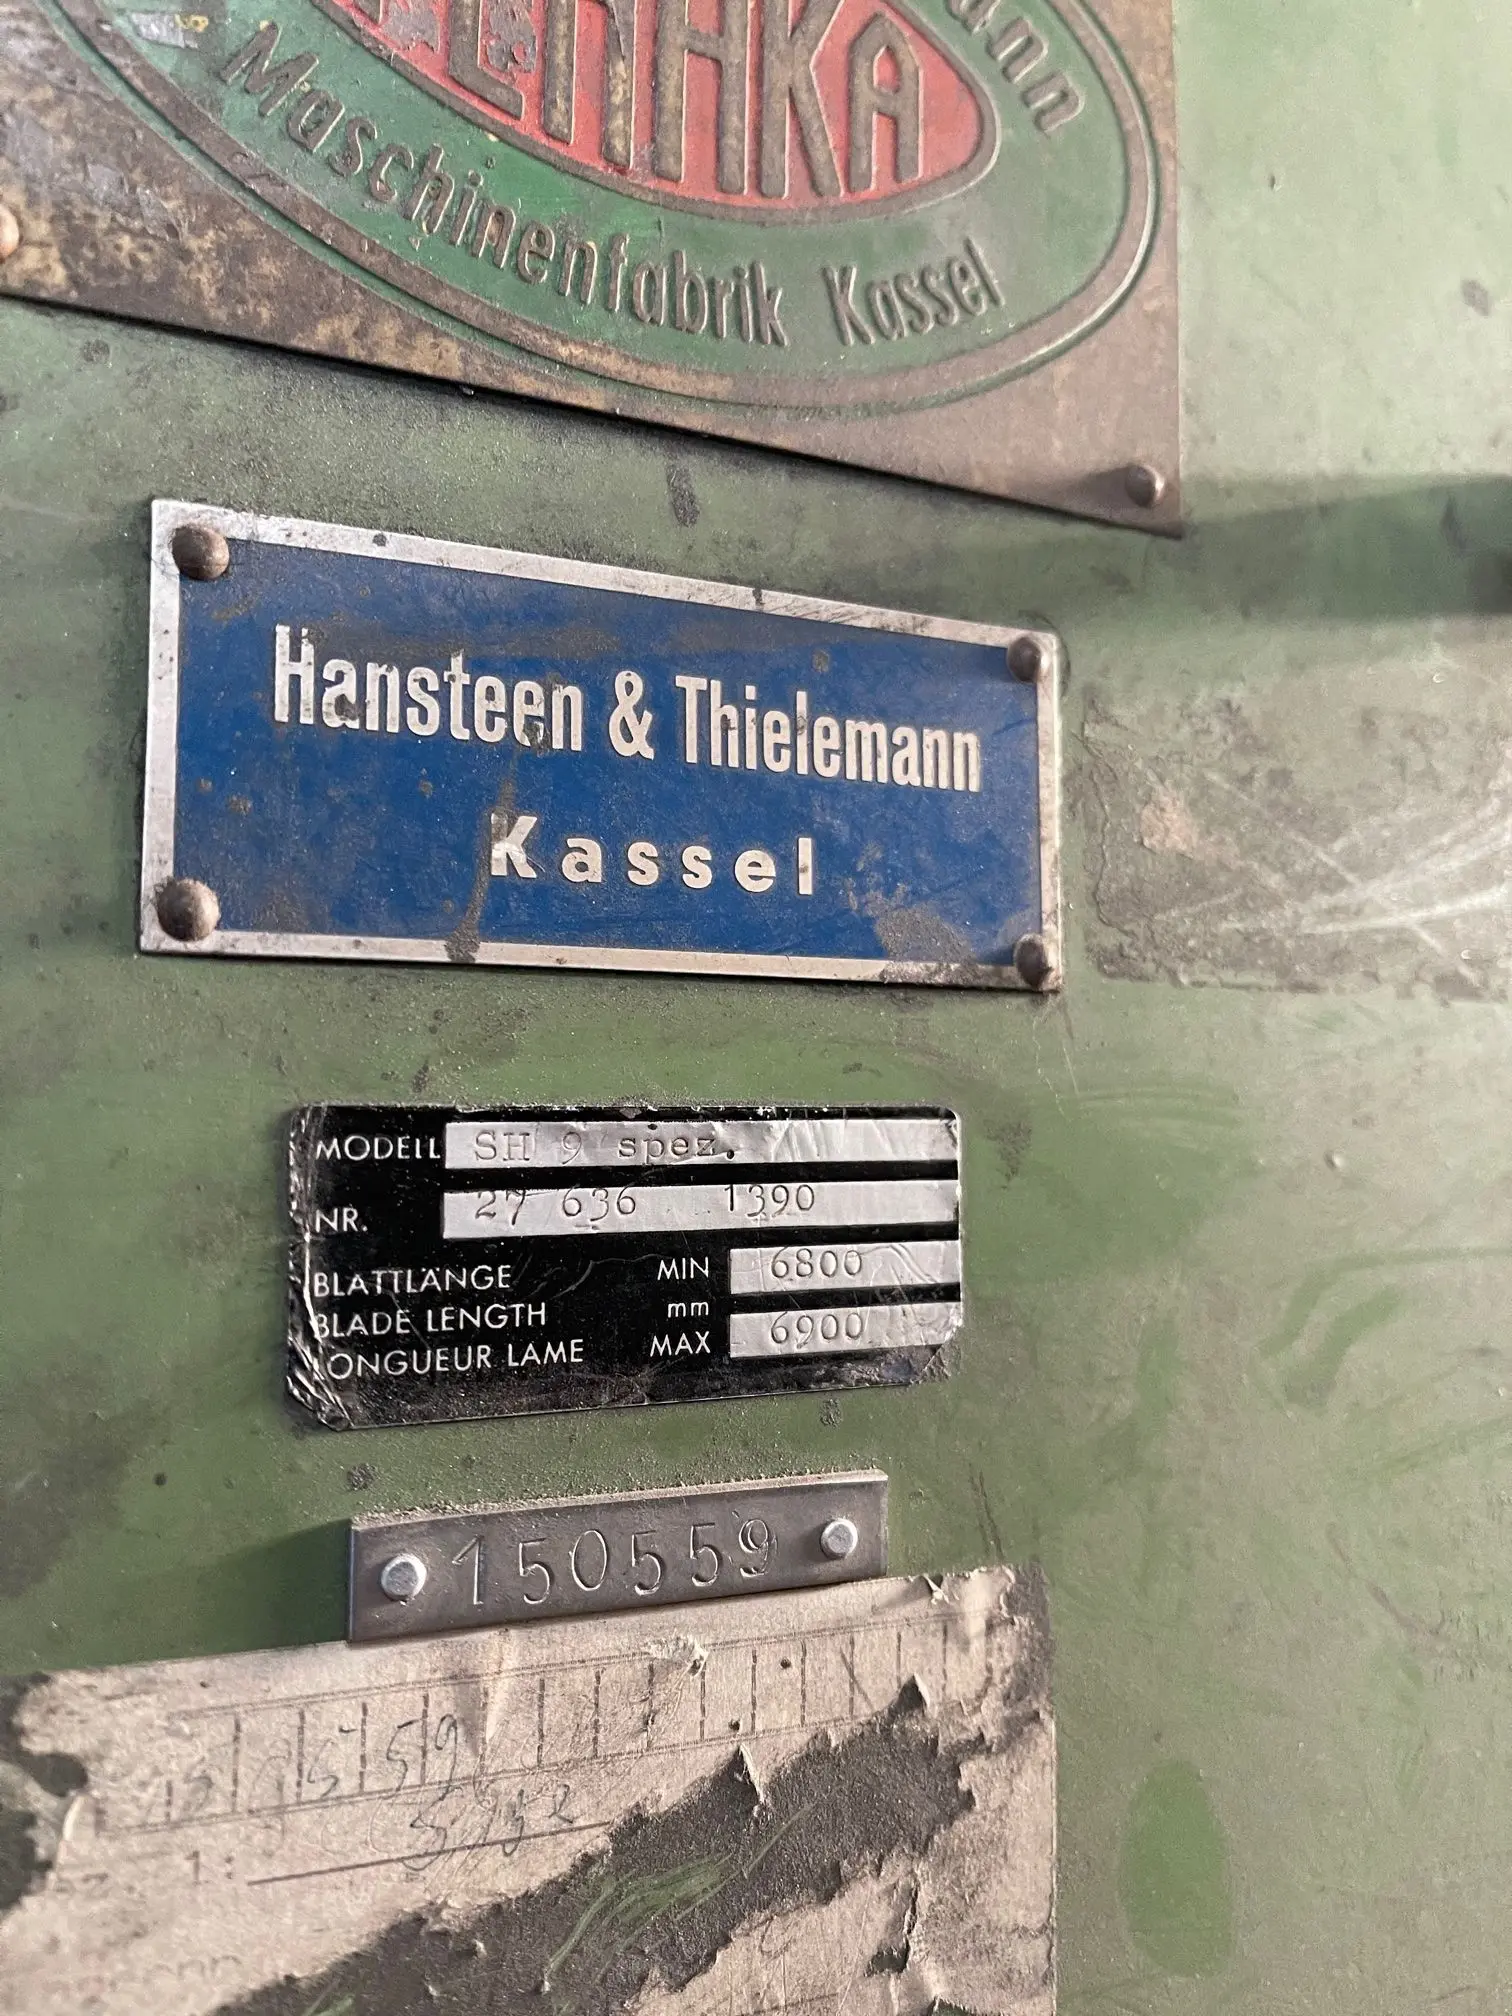 Maschinenfabrik Kassel
Hansteen & Thielemann
Kassel
MODELL SH 9 spez.
NR. 27 636 1390
BLATTLÄNGE MIN 6800
BLADE LENGTH mm
LONGUEUR LAME MAX 6900
150559